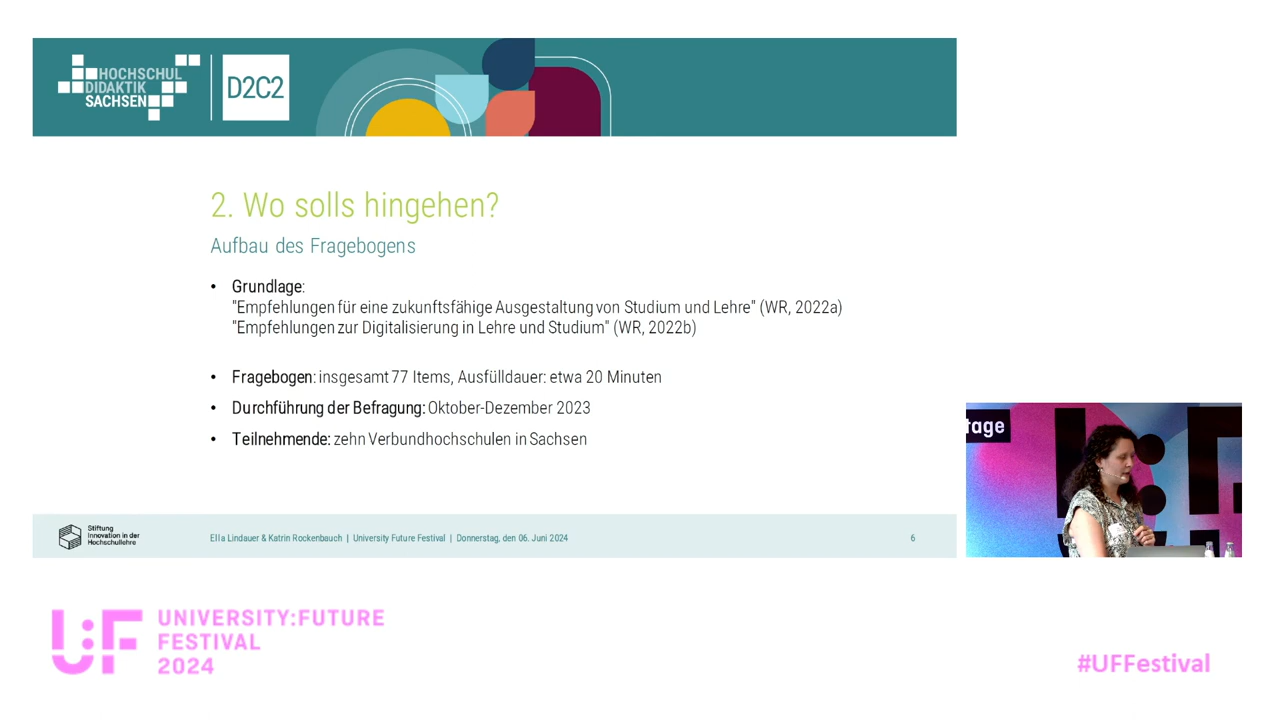 HOCHSCHUL
DIDAKTIK
SACHSEN
D2C2
2. Wo solls hingehen?
Aufbau des Fragebogens
• Grundlage:
"Empfehlungen für eine zukunftsfähige Ausgestaltung von Studium und Lehre" (WR, 2022a)
"Empfehlungen zur Digitalisierung in Lehre und Studium" (WR, 2022b)
• Fragebogen: insgesamt 77 Items, Ausfülldauer: etwa 20 Minuten
• Durchführung der Befragung: Oktober-Dezember 2023
• Teilnehmende: zehn Verbundhochschulen in Sachsen
tage
Stiftung
Innovation in der
Hochschullehre
Ella Lindauer & Katrin Rockenbauch | University Future Festival | Donnerstag, den 06. Juni 2024
6
U:F
UNIVERSITY:FUTURE
FESTIVAL
2024
#UFFestival